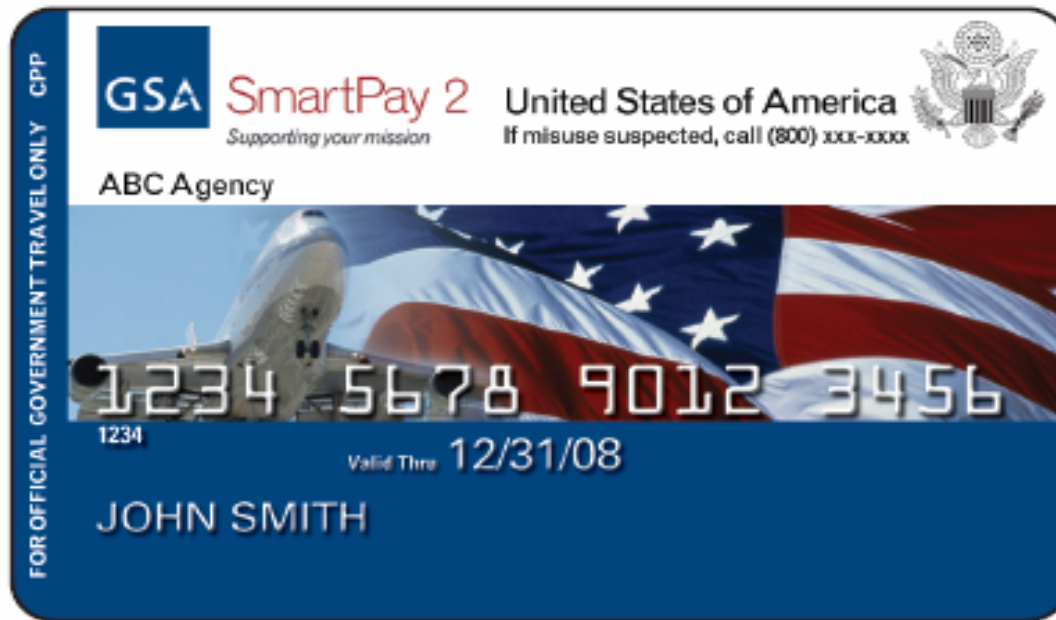 FOR OFFICIAL GOVERNMENT TRAVEL ONLY CPP
GSA
SmartPay 2
Supporting your mission
United States of America
If misuse suspected, call (800) xxx-xxxx
ABC Agency
1234 5678 9012 3456
1234
Valid Thru 12/31/08
JOHN SMITH